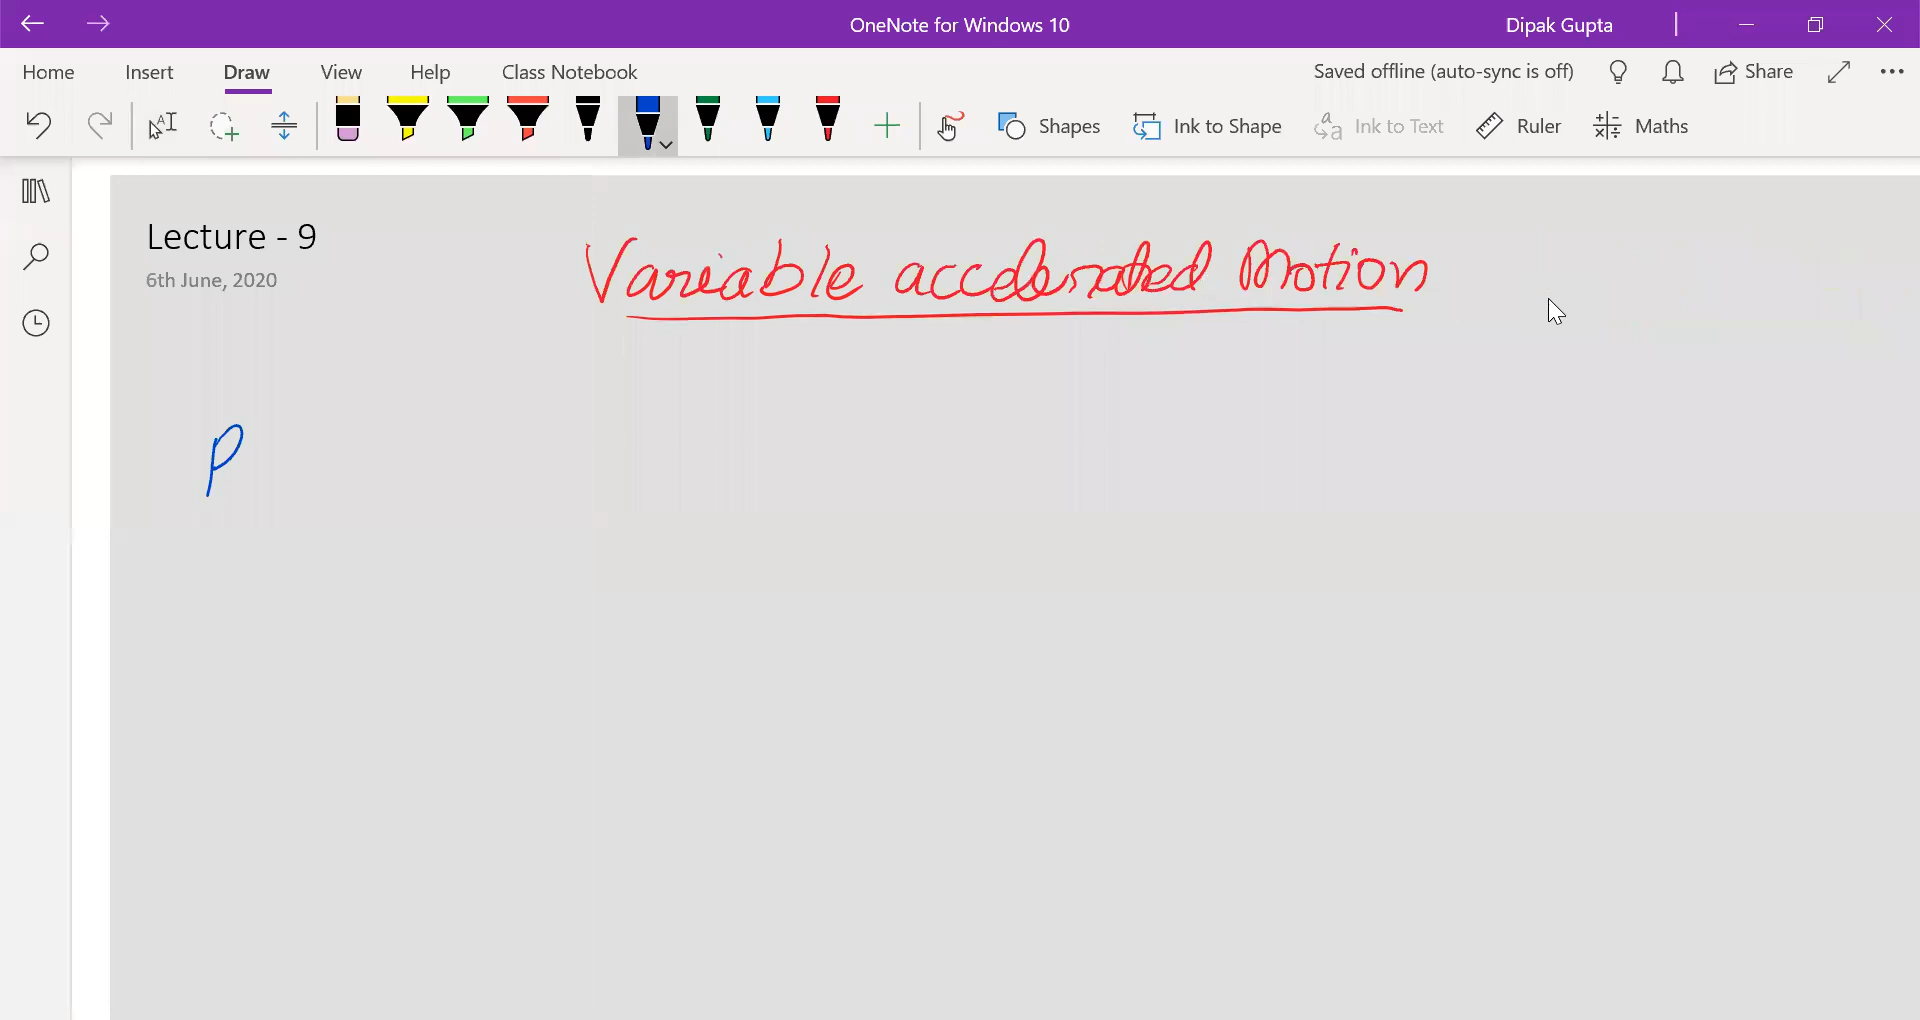 OneNote for Windows 10
Dipak Gupta
Home Insert Draw View Help Class Notebook
Saved offline (auto-sync is off) Share
Shapes Ink to Shape Ink to Text Ruler Maths
Lecture - 9
6th June, 2020
Variable accelerated Motion
P